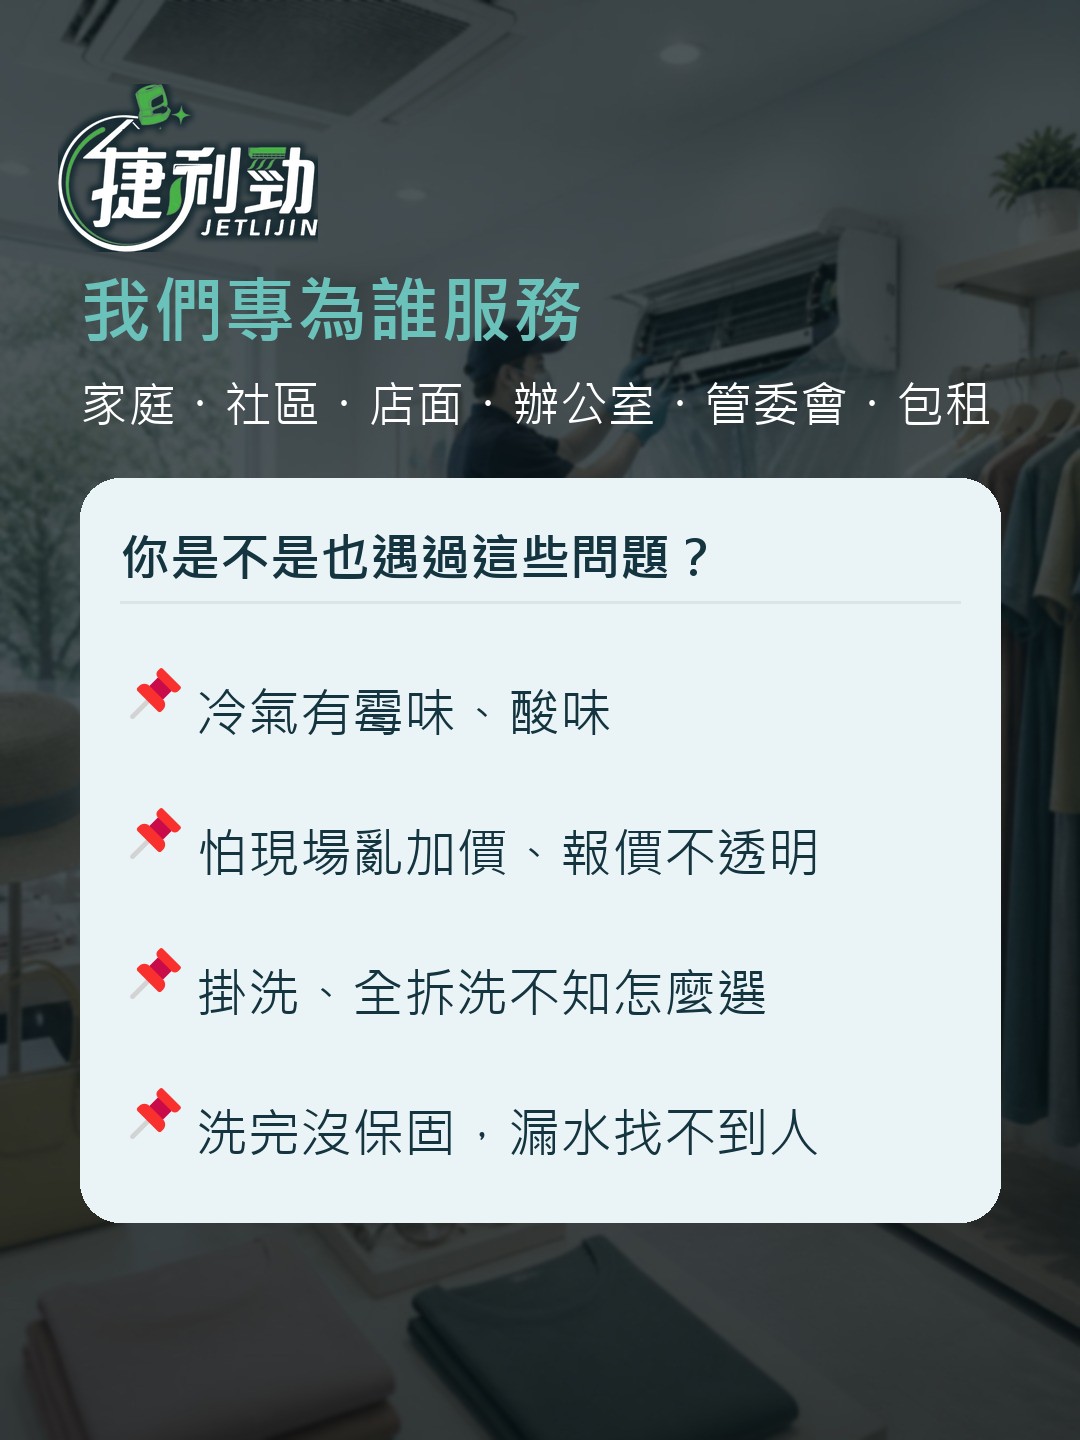 捷利勁
JETLIJIN
我們專為誰服務
家庭・社區・店面・辦公室・管委會・包租
你是不是也遇過這些問題？
冷氣有霉味、酸味
怕現場亂加價、報價不透明
掛洗、全拆洗不知怎麼選
洗完沒保固，漏水找不到人